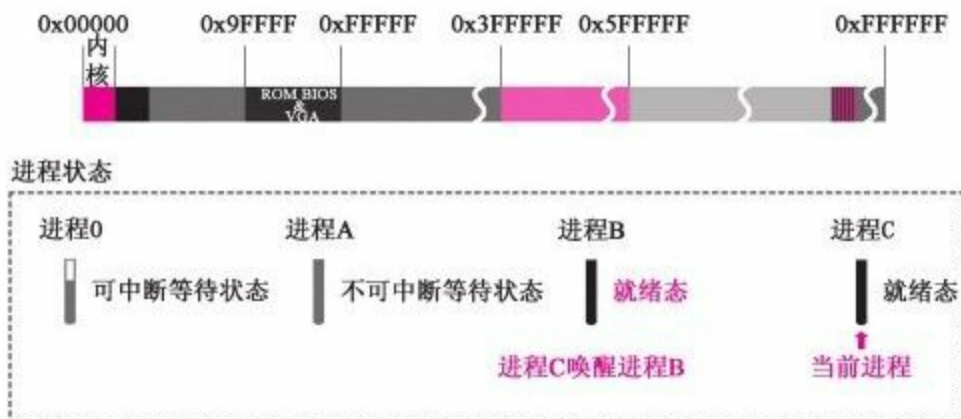 0x00000 0x9FFFF 0xFFFFF 0x3FFFFF 0x5FFFFF 0xFFFFFF
内
核
ROM BIOS
&
VGA
进程状态
进程0 进程A 进程B 进程C
可中断等待状态 不可中断等待状态 就绪态 就绪态
进程C唤醒进程B 当前进程